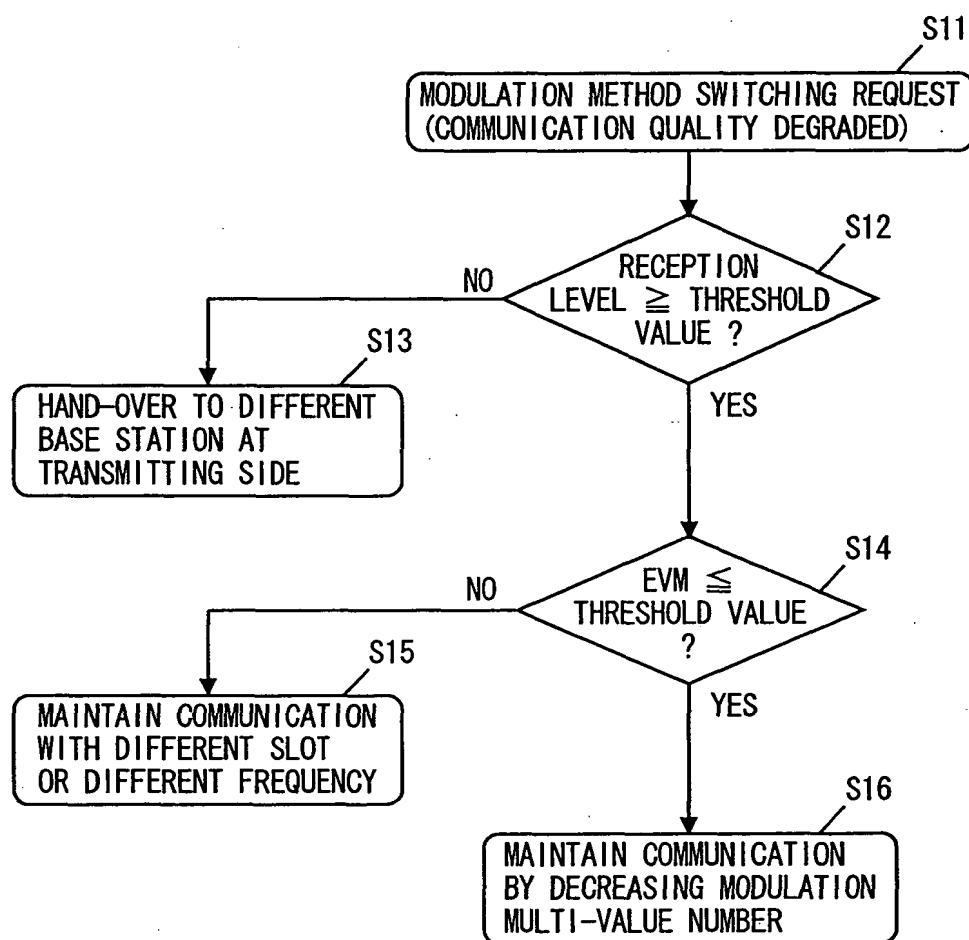 S11
MODULATION METHOD SWITCHING REQUEST
(COMMUNICATION QUALITY DEGRADED)
S12
RECEPTION
LEVEL ≧ THRESHOLD
VALUE ?
NO
YES
S13
HAND-OVER TO DIFFERENT
BASE STATION AT
TRANSMITTING SIDE
S14
EVM ≦
THRESHOLD VALUE
?
NO
YES
S15
MAINTAIN COMMUNICATION
WITH DIFFERENT SLOT
OR DIFFERENT FREQUENCY
S16
MAINTAIN COMMUNICATION
BY DECREASING MODULATION
MULTI-VALUE NUMBER